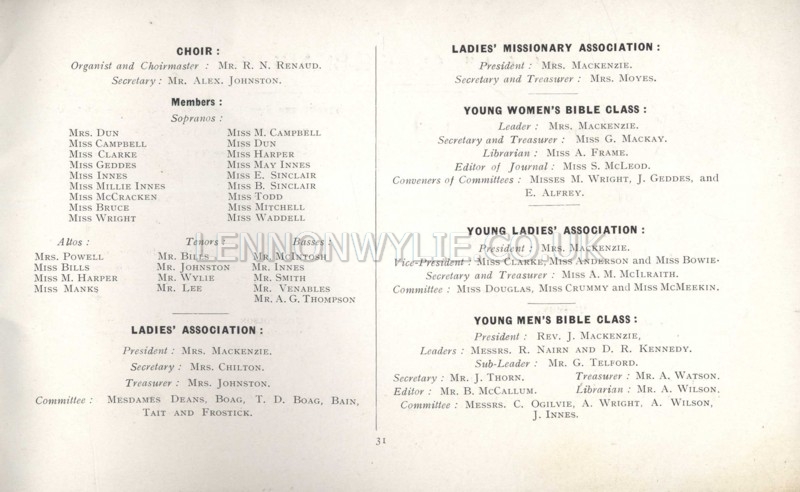 CHOIR :
Organist and Choirmaster : Mr. R. N. Renaud.
Secretary : Mr. Alex. Johnston.
Members :
Sopranos :
Mrs. Dun
Miss Campbell
Miss Clarke
Miss Geddes
Miss Innes
Miss Millie Innes
Miss McCracken
Miss Bruce
Miss Wright
Miss M. Campbell
Miss Dun
Miss Harper
Miss May Innes
Miss E. Sinclair
Miss B. Sinclair
Miss Todd
Miss Mitchell
Miss Waddell
Altos :
Mrs. Powell
Miss Bills
Miss M. Harper
Miss Manks
Tenors :
Mr. Bills
Mr. Johnston
Mr. Wylie
Mr. Lee
Basses :
Mr. McIntosh
Mr. Innes
Mr. Smith
Mr. Venables
Mr. A. G. Thompson
LADIES' ASSOCIATION :
President : Mrs. Mackenzie.
Secretary : Mrs. Chilton.
Treasurer : Mrs. Johnston.
Committee : Mesdames Deans, Boag, T. D. Boag, Bain,
Tait and Frostick.
LADIES' MISSIONARY ASSOCIATION :
President : Mrs. Mackenzie.
Secretary and Treasurer : Mrs. Moyes.
YOUNG WOMEN'S BIBLE CLASS :
Leader : Mrs. Mackenzie.
Secretary and Treasurer : Miss G. Mackay.
Librarian : Miss A. Frame.
Editor of Journal : Miss S. McLeod.
Conveners of Committees : Misses M. Wright, J. Geddes, and
E. Alfrey.
YOUNG LADIES' ASSOCIATION :
President : Mrs. Mackenzie.
Vice-President : Miss Clarke, Miss Anderson and Miss Bowie.
Secretary and Treasurer : Miss A. M. McIlraith.
Committee : Miss Douglas, Miss Crummy and Miss McMeekin.
YOUNG MEN'S BIBLE CLASS :
President : Rev. J. Mackenzie,
Leaders : Messrs. R. Nairn and D. R. Kennedy.
Sub-Leader : Mr. G. Telford.
Secretary : Mr. J. Thorn. Treasurer : Mr. A. Watson.
Editor : Mr. B. McCallum. Librarian : Mr. A. Wilson.
Committee : Messrs. C. Ogilvie, A. Wright, A. Wilson,
J. Innes.
31
LENNONWYLIE.CO.UK